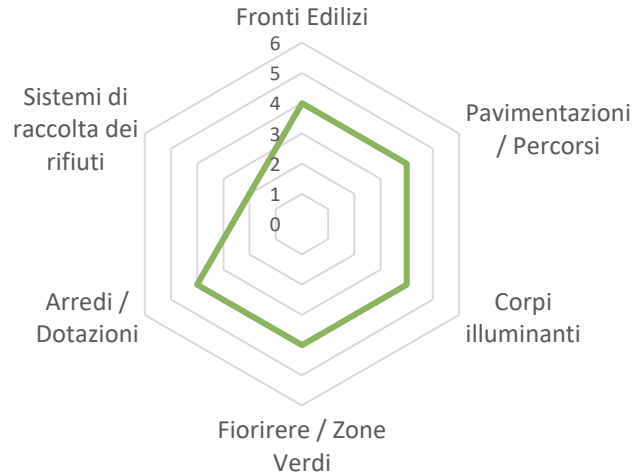 Fronti Edilizi
6
5
4
3
2
1
0
Pavimentazioni
/ Percorsi
Corpi
illuminanti
Fiorirere / Zone
Verdi
Arredi /
Dotazioni
Sistemi di
raccolta dei
rifiuti